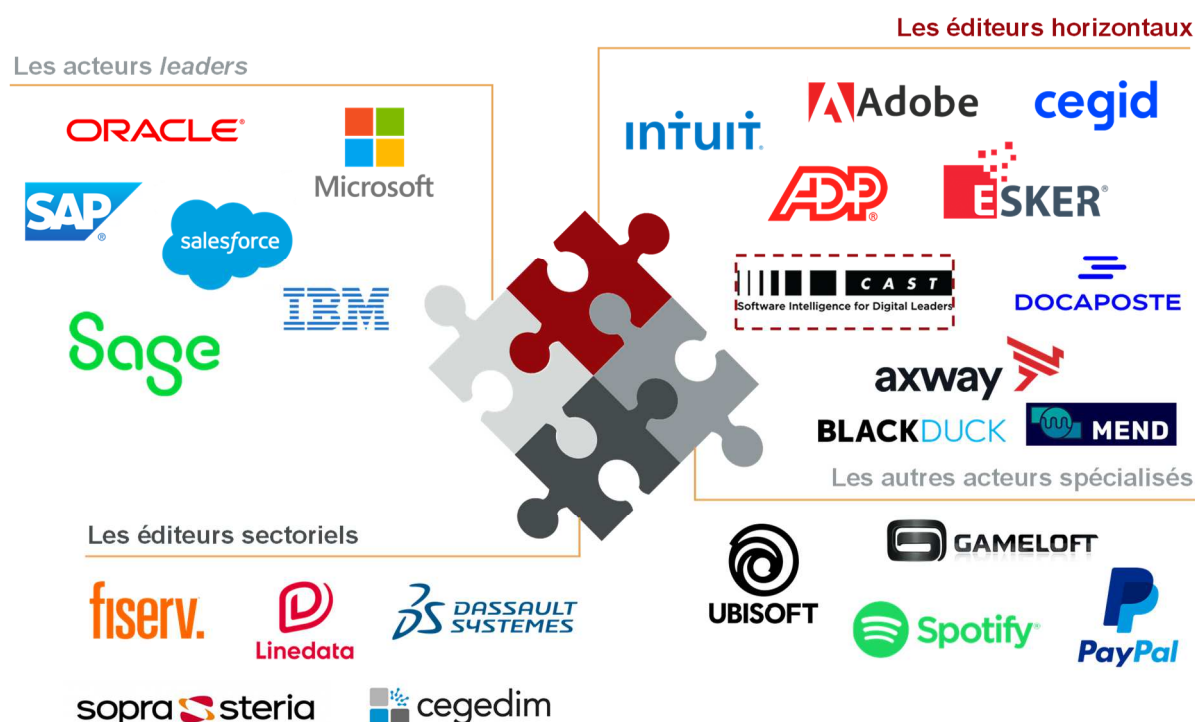 Les éditeurs horizontaux
Les acteurs leaders
ORACLE®
Microsoft
SAP®
salesforce
IBM
Sage
intuit.
Adobe
cegid
ADP®
ESKER®
CAST
Software Intelligence for Digital Leaders
DOCAPOSTE
axway
BLACKDUCK
MEND
Les autres acteurs spécialisés
UBISOFT
GAMELOFT
Spotify®
PayPal
Les éditeurs sectoriels
fiserv.
Linedata
DASSAULT
SYSTEMES
sopra steria
cegedim